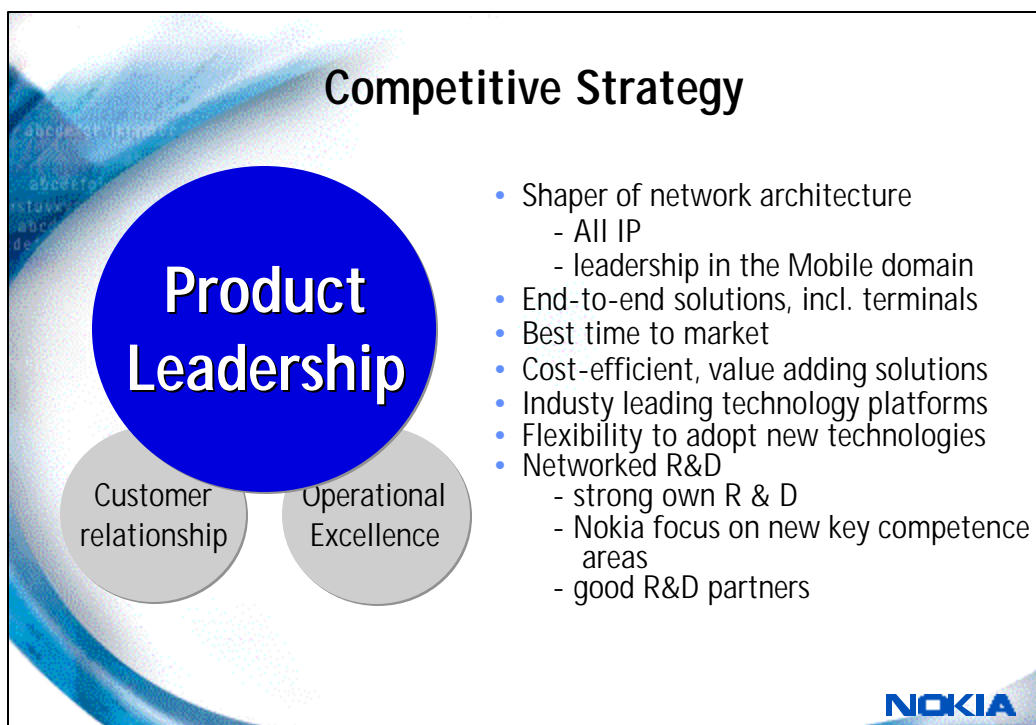 Competitive Strategy
Product
Leadership
Customer
relationship
Operational
Excellence
• Shaper of network architecture
- All IP
- leadership in the Mobile domain
• End-to-end solutions, incl. terminals
• Best time to market
• Cost-efficient, value adding solutions
• Industy leading technology platforms
• Flexibility to adopt new technologies
• Networked R&D
- strong own R & D
- Nokia focus on new key competence
areas
- good R&D partners
NOKIA